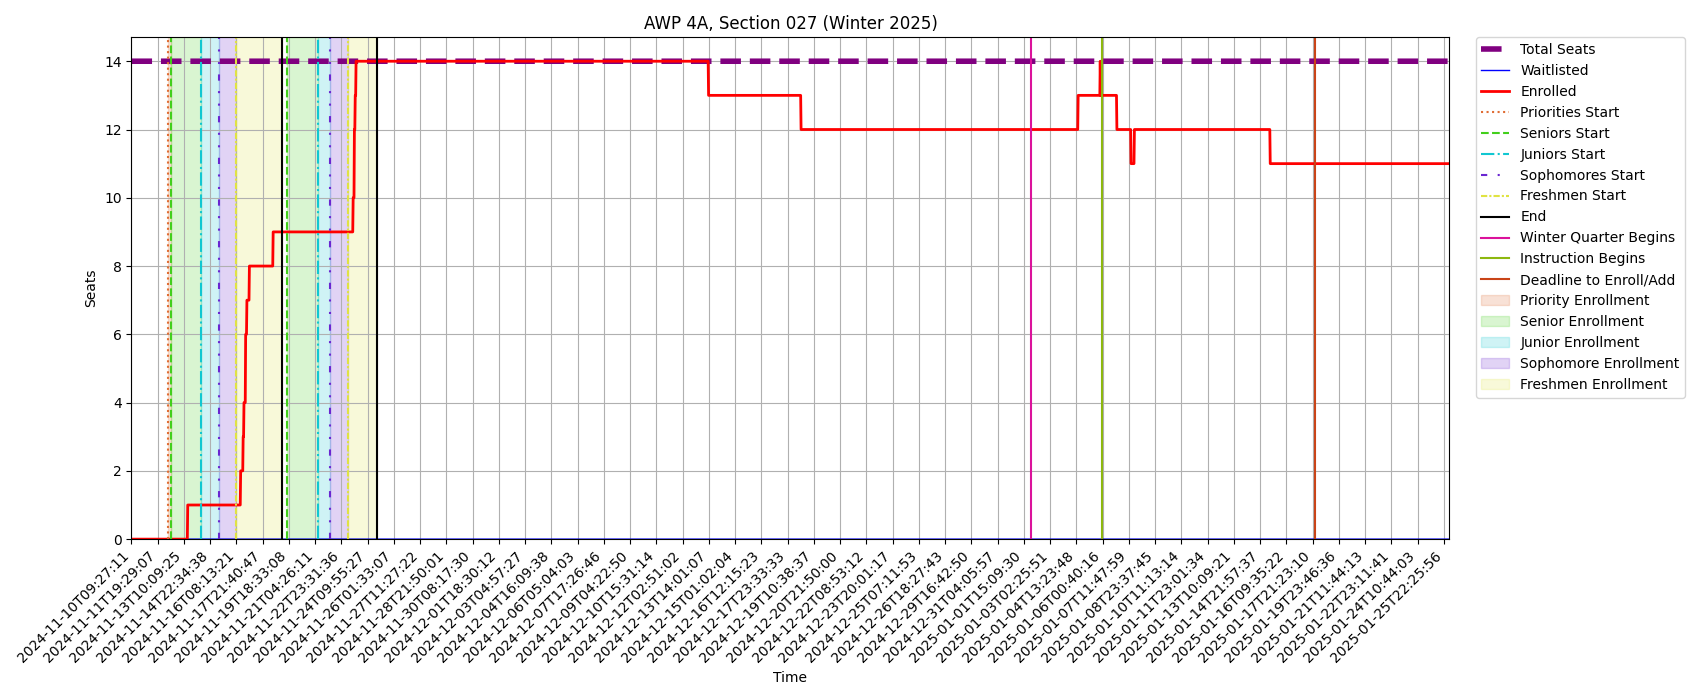 AWP 4A, Section 027 (Winter 2025)
Seats
14
12
10
8
6
4
2
0
2024-11-10T09:27:11
2024-11-11T19:29:07
2024-11-13T10:09:25
2024-11-14T22:34:38
2024-11-16T08:13:21
2024-11-17T21:40:47
2024-11-19T18:33:08
2024-11-21T04:26:11
2024-11-22T23:31:36
2024-11-24T09:55:27
2024-11-26T01:33:07
2024-11-27T11:27:22
2024-11-28T21:50:01
2024-11-30T08:17:30
2024-12-01T18:30:12
2024-12-03T04:57:27
2024-12-04T16:09:38
2024-12-06T05:04:03
2024-12-07T17:26:46
2024-12-09T04:22:50
2024-12-10T15:31:14
2024-12-12T02:51:02
2024-12-13T14:01:07
2024-12-15T01:02:04
2024-12-16T12:15:23
2024-12-17T23:33:33
2024-12-19T10:38:37
2024-12-20T21:50:00
2024-12-22T08:53:12
2024-12-23T20:01:17
2024-12-25T07:11:53
2024-12-26T18:27:43
2024-12-29T16:42:50
2024-12-31T04:05:57
2025-01-01T15:09:30
2025-01-03T02:25:51
2025-01-04T13:23:48
2025-01-06T00:40:16
2025-01-07T11:47:59
2025-01-08T23:37:45
2025-01-10T11:13:14
2025-01-11T23:01:34
2025-01-13T10:09:21
2025-01-14T21:57:37
2025-01-16T09:35:22
2025-01-17T21:23:10
2025-01-19T23:46:36
2025-01-21T11:44:13
2025-01-22T23:11:41
2025-01-24T10:44:03
2025-01-25T22:25:56
Time
Total Seats
Waitlisted
Enrolled
Priorities Start
Seniors Start
Juniors Start
Sophomores Start
Freshmen Start
End
Winter Quarter Begins
Instruction Begins
Deadline to Enroll/Add
Priority Enrollment
Senior Enrollment
Junior Enrollment
Sophomore Enrollment
Freshmen Enrollment